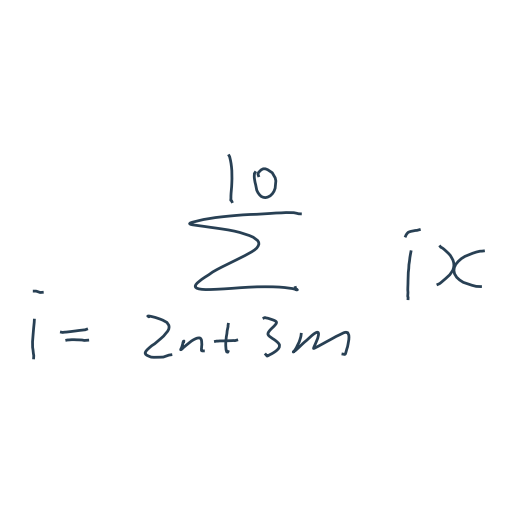 10
∑ ix
i = 2n + 3m